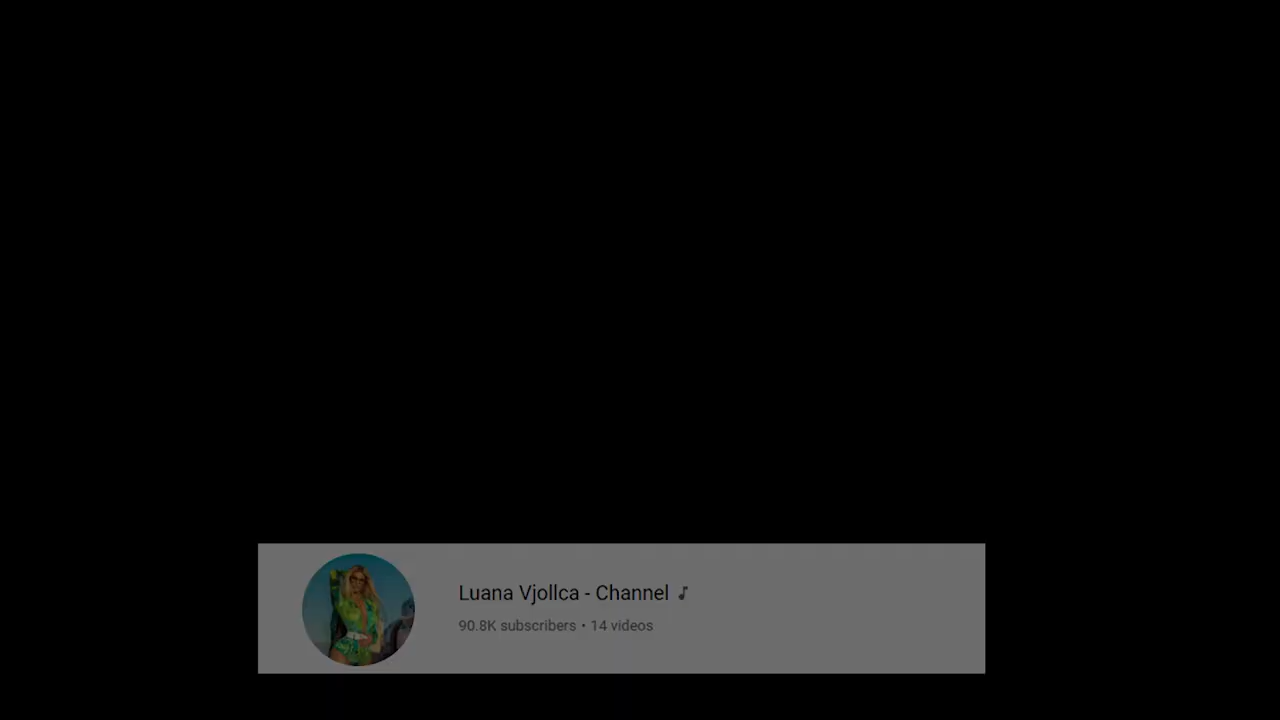 Luana Vjollca - Channel ♪
90.8K subscribers • 14 videos